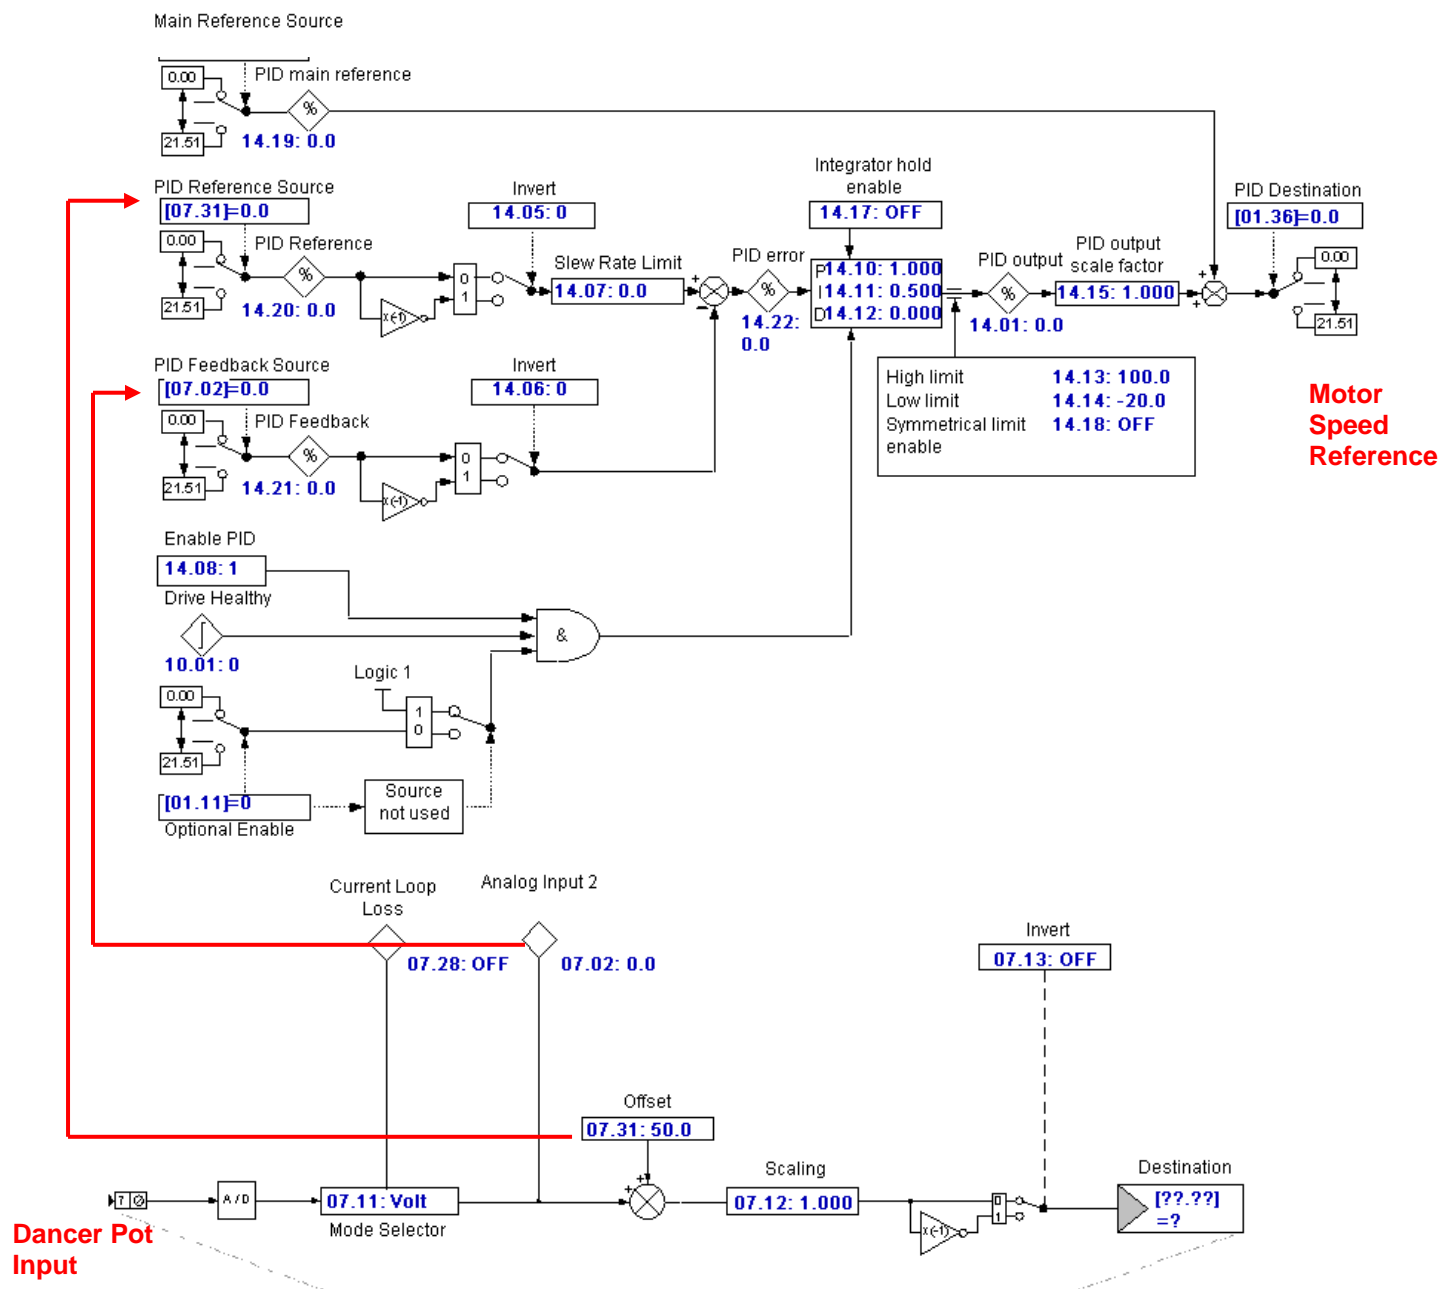 Main Reference Source
0.00
PID main reference
%
21.51
14.19: 0.0
PID Reference Source
[07.31]=0.0
0.00
PID Reference
%
21.51
14.20: 0.0
x(-1)
0
1
Invert
14.05: 0
Slew Rate Limit
14.07: 0.0
+
−
PID error
%
14.22:
0.0
Integrator hold
enable
14.17: OFF
P14.10: 1.000
I14.11: 0.500
D14.12: 0.000
PID output
%
14.01: 0.0
PID output
scale factor
14.15: 1.000
+
+
PID Destination
[01.36]=0.0
0.00
21.51
High limit 14.13: 100.0
Low limit 14.14: -20.0
Symmetrical limit 14.18: OFF
enable
Motor
Speed
Reference
PID Feedback Source
[07.02]=0.0
0.00
PID Feedback
%
21.51
14.21: 0.0
x(-1)
0
1
Invert
14.06: 0
Enable PID
14.08: 1
Drive Healthy
10.01: 0
&
Logic 1
0.00
1
0
21.51
[01.11]=0
Optional Enable
Source
not used
Current Loop
Loss
07.28: OFF
Analog Input 2
07.02: 0.0
Invert
07.13: OFF
Offset
07.31: 50.0
7
A / D
07.11: Volt
Mode Selector
+
+
Scaling
07.12: 1.000
x(-1)
0
1
Destination
[??.??]
=?
Dancer Pot
Input